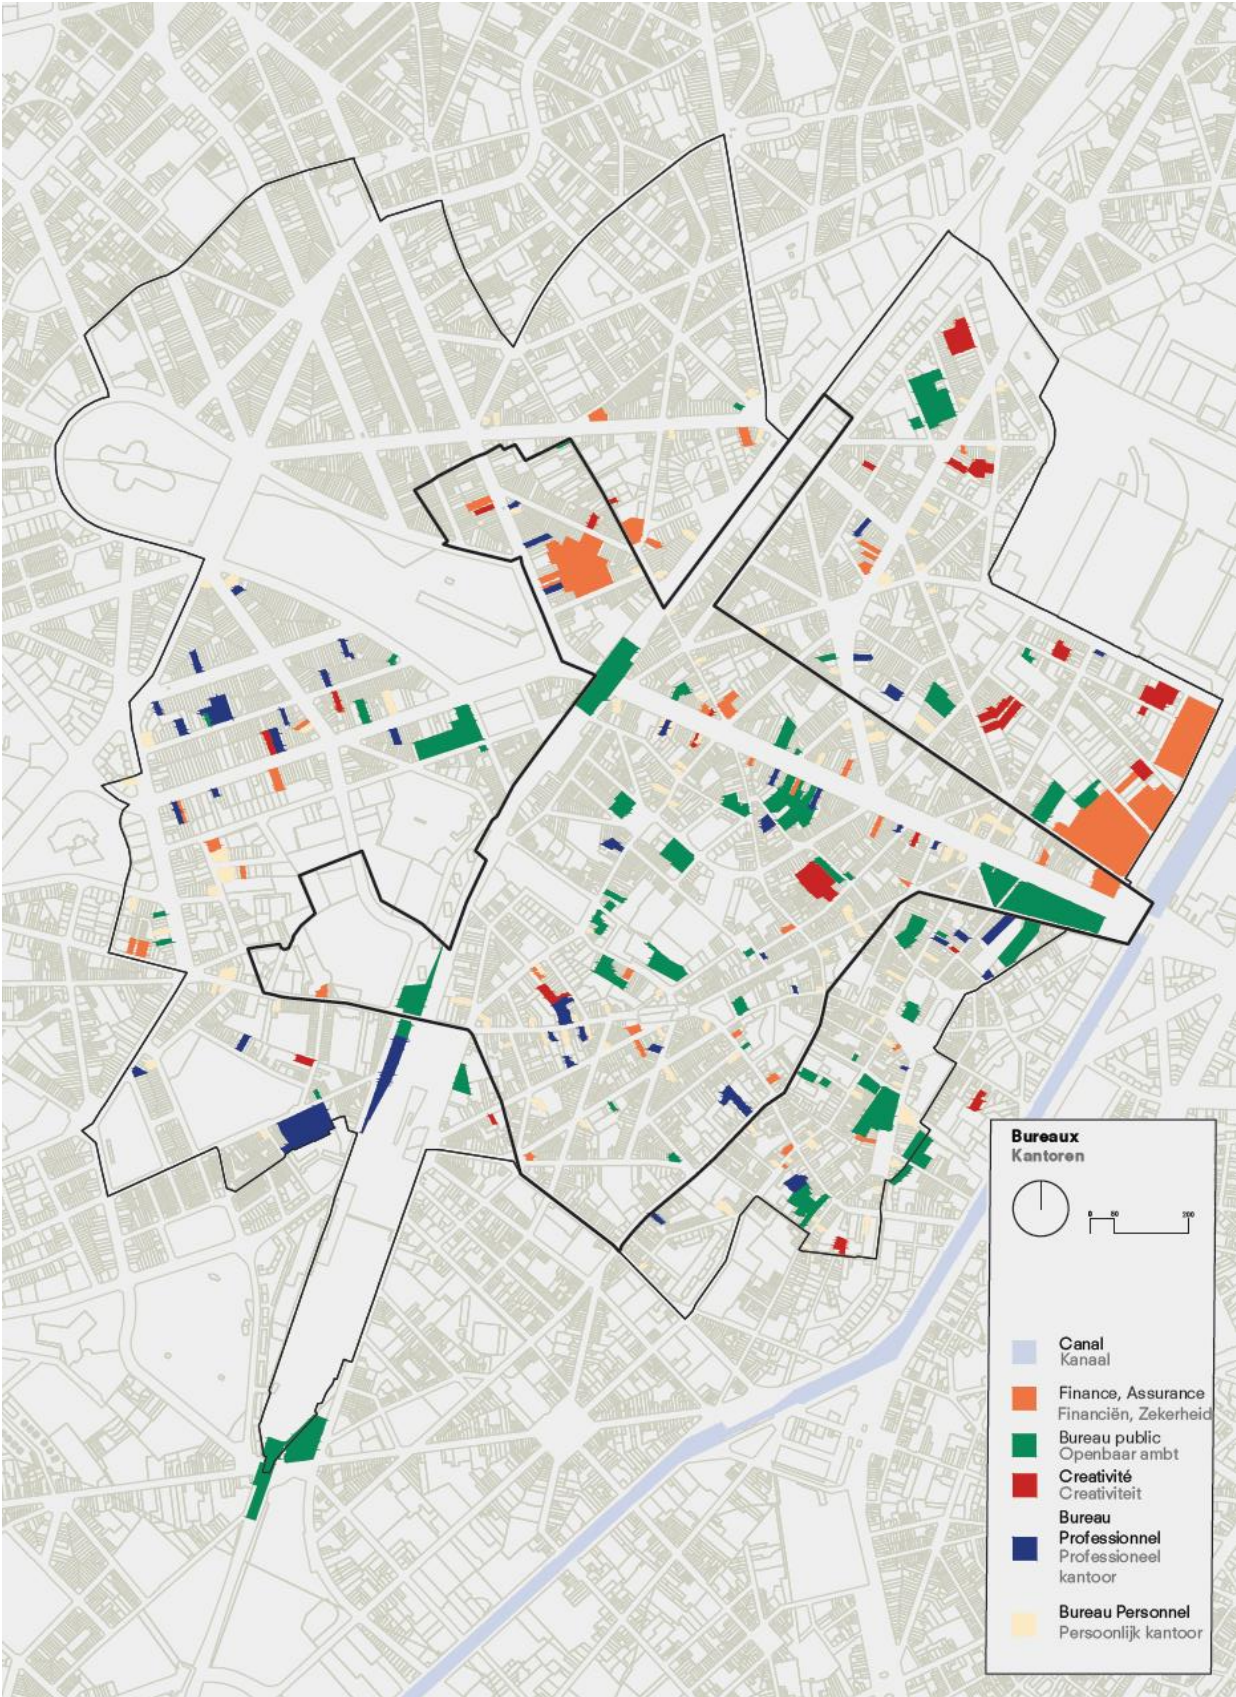 Bureaux
Kantoren
0 50 200
Canal
Kanaal
Finance, Assurance
Financiën, Zekerheid
Bureau public
Openbaar ambt
Creativité
Creativiteit
Bureau
Professionnel
Professioneel
kantoor
Bureau Personnel
Persoonlijk kantoor